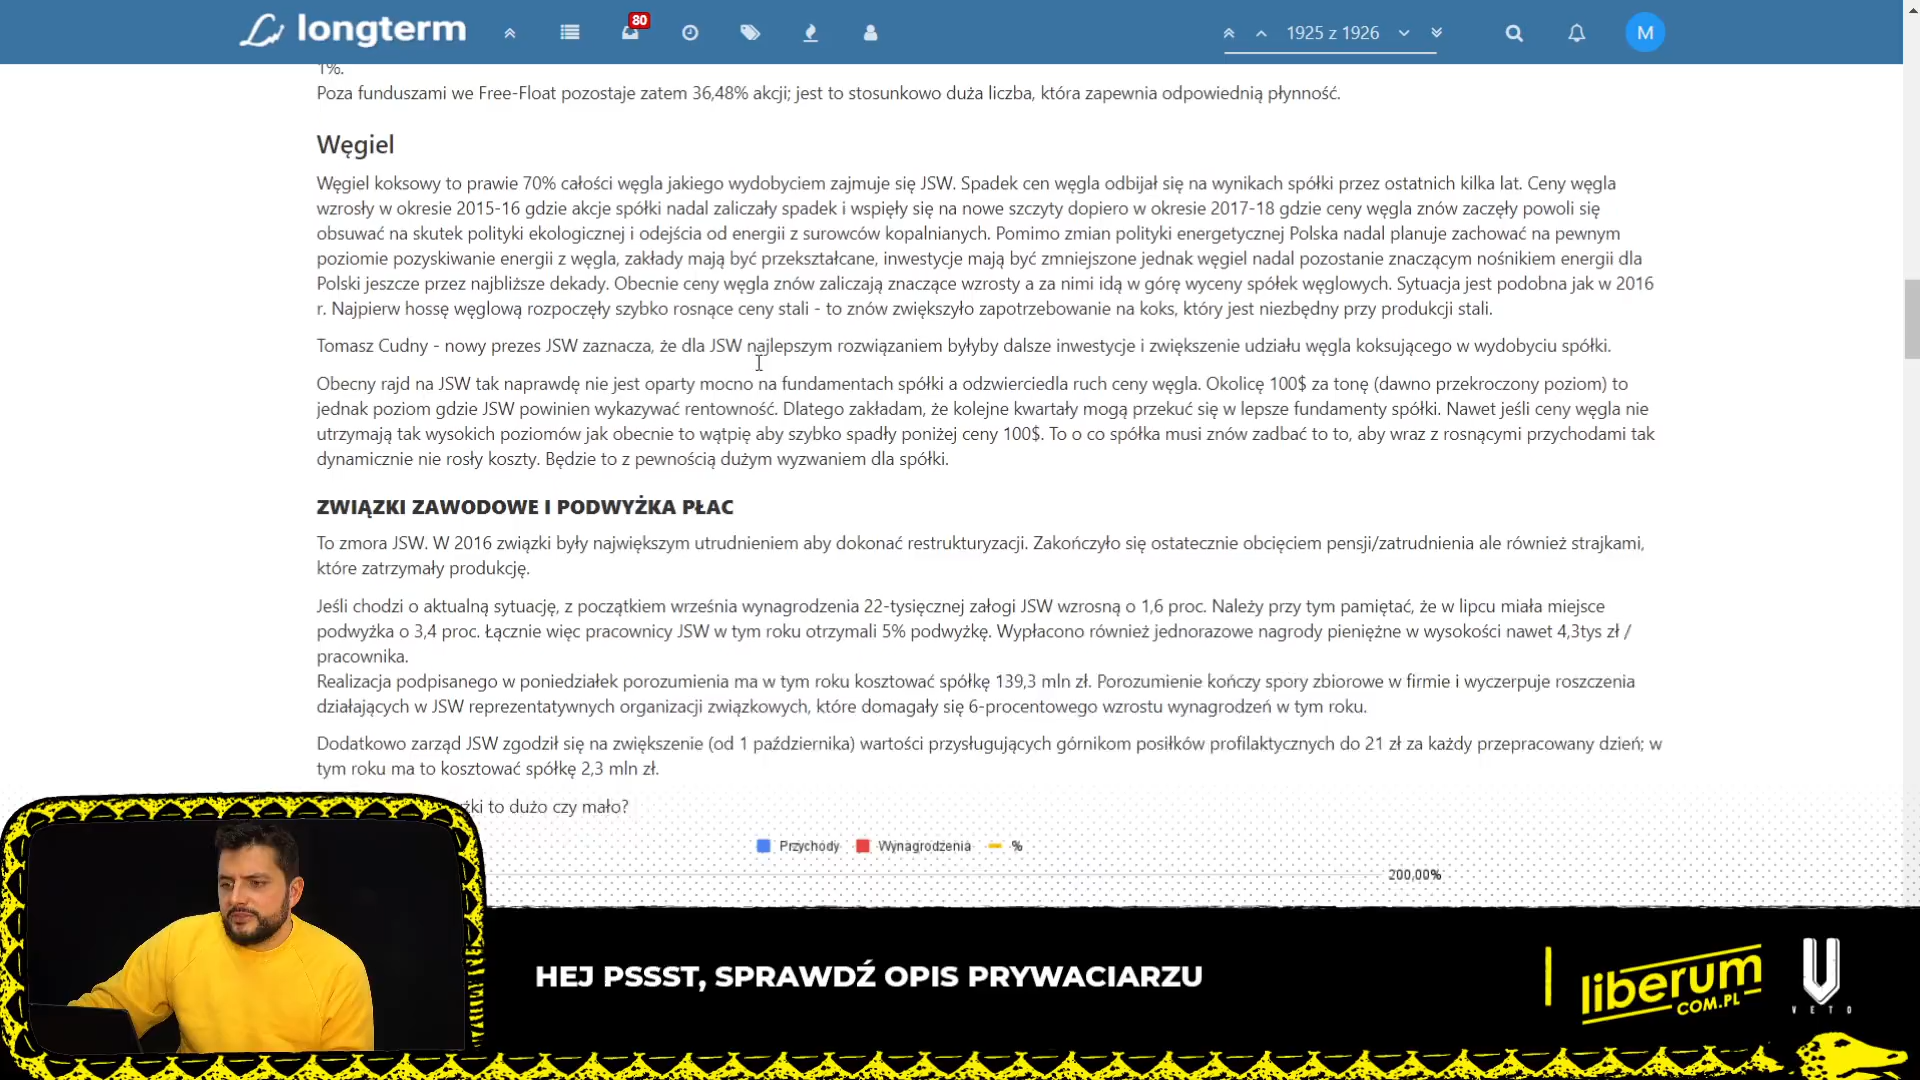 longterm
80
1925 z 1926
M
1%.
Poza funduszami we Free-Float pozostaje zatem 36,48% akcji; jest to stosunkowo duża liczba, która zapewnia odpowiednią płynność.
Węgiel
Węgiel koksowy to prawie 70% całości węgla jakiego wydobyciem zajmuje się JSW. Spadek cen węgla odbijał się na wynikach spółki przez ostatnich kilka lat. Ceny węgla
wzrosły w okresie 2015-16 gdzie akcje spółki nadal zaliczały spadek i wspięły się na nowe szczyty dopiero w okresie 2017-18 gdzie ceny węgla znów zaczęły powoli się
obsuwać na skutek polityki ekologicznej i odejścia od energii z surowców kopalnianych. Pomimo zmian polityki energetycznej Polska nadal planuje zachować na pewnym
poziomie pozyskiwanie energii z węgla, zakłady mają być przekształcane, inwestycje mają być zmniejszone jednak węgiel nadal pozostanie znaczącym nośnikiem energii dla
Polski jeszcze przez najbliższe dekady. Obecnie ceny węgla znów zaliczają znaczące wzrosty a za nimi idą w górę wyceny spółek węglowych. Sytuacja jest podobna jak w 2016
r. Najpierw hossę węglową rozpoczęły szybko rosnące ceny stali - to znów zwiększyło zapotrzebowanie na koks, który jest niezbędny przy produkcji stali.
Tomasz Cudny - nowy prezes JSW zaznacza, że dla JSW najlepszym rozwiązaniem byłyby dalsze inwestycje i zwiększenie udziału węgla koksującego w wydobyciu spółki.
Obecny rajd na JSW tak naprawdę nie jest oparty mocno na fundamentach spółki a odzwierciedla ruch ceny węgla. Okolicę 100$ za tonę (dawno przekroczony poziom) to
jednak poziom gdzie JSW powinien wykazywać rentowność. Dlatego zakładam, że kolejne kwartały mogą przekuć się w lepsze fundamenty spółki. Nawet jeśli ceny węgla nie
utrzymają tak wysokich poziomów jak obecnie to wątpię aby szybko spadły poniżej ceny 100$. To o co spółka musi znów zadbać to to, aby wraz z rosnącymi przychodami tak
dynamicznie nie rosły koszty. Będzie to z pewnością dużym wyzwaniem dla spółki.
ZWIĄZKI ZAWODOWE I PODWYŻKA PŁAC
To zmora JSW. W 2016 związki były największym utrudnieniem aby dokonać restrukturyzacji. Zakończyło się ostatecznie obcięciem pensji/zatrudnienia ale również strajkami,
które zatrzymały produkcję.
Jeśli chodzi o aktualną sytuację, z początkiem września wynagrodzenia 22-tysięcznej załogi JSW wzrosną o 1,6 proc. Należy przy tym pamiętać, że w lipcu miała miejsce
podwyżka o 3,4 proc. Łącznie więc pracownicy JSW w tym roku otrzymali 5% podwyżkę. Wypłacono również jednorazowe nagrody pieniężne w wysokości nawet 4,3tys zł /
pracownika.
Realizacja podpisanego w poniedziałek porozumienia ma w tym roku kosztować spółkę 139,3 mln zł. Porozumienie kończy spory zbiorowe w firmie i wyczerpuje roszczenia
działających w JSW reprezentatywnych organizacji związkowych, które domagały się 6-procentowego wzrostu wynagrodzeń w tym roku.
Dodatkowo zarząd JSW zgodził się na zwiększenie (od 1 października) wartości przysługujących górnikom posiłków profilaktycznych do 21 zł za każdy przepracowany dzień; w
tym roku ma to kosztować spółkę 2,3 mln zł.
to dużo czy mało?
Przychody Wynagrodzenia %
200,00%
HEJ PSSST, SPRAWDŹ OPIS PRYWACIARZU
liberum
COM.PL
VETO